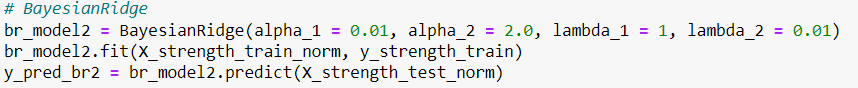 # BayesianRidge
br_model2 = BayesianRidge(alpha_1 = 0.01, alpha_2 = 2.0, lambda_1 = 1, lambda_2 = 0.01)
br_model2.fit(X_strength_train_norm, y_strength_train)
y_pred_br2 = br_model2.predict(X_strength_test_norm)